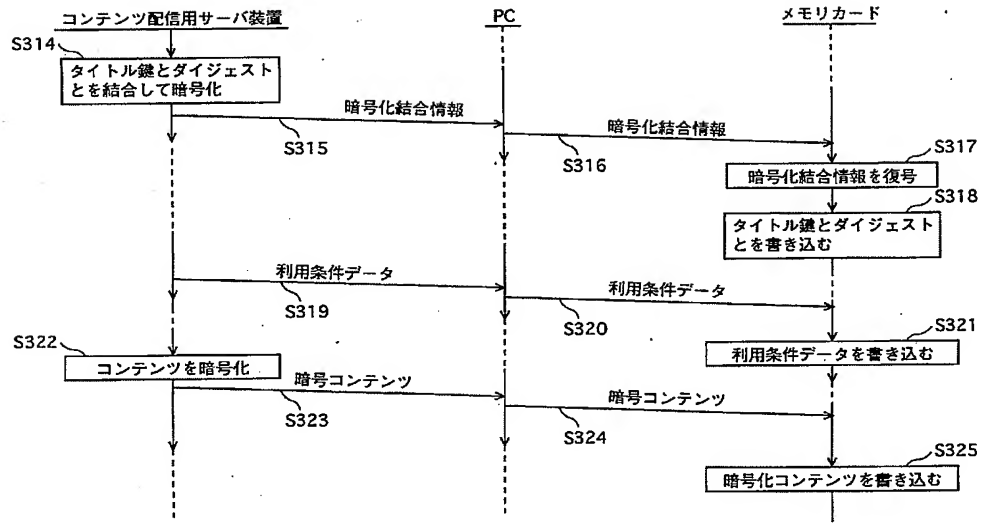 コンテンツ配信用サーバ装置
PC
メモリカード
S314
タイトル鍵とダイジェスト
とを結合して暗号化
暗号化結合情報
S315
暗号化結合情報
S316
S317
暗号化結合情報を復号
S318
タイトル鍵とダイジェスト
とを書き込む
利用条件データ
S319
利用条件データ
S320
S321
利用条件データを書き込む
S322
コンテンツを暗号化
暗号コンテンツ
S323
暗号コンテンツ
S324
S325
暗号化コンテンツを書き込む